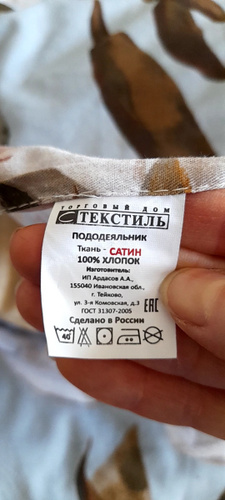 ТОРГОВЫЙ ДОМ
ТЕКСТИЛЬ
ПОДОДЕЯЛЬНИК
Ткань - САТИН
100% ХЛОПОК
Изготовитель:
ИП Ардасов А.А.,
155040 Ивановская обл.,
г. Тейково,
ул. 3-я Комовская, д.3
ГОСТ 31307-2005
EAC
40
Сделано в России